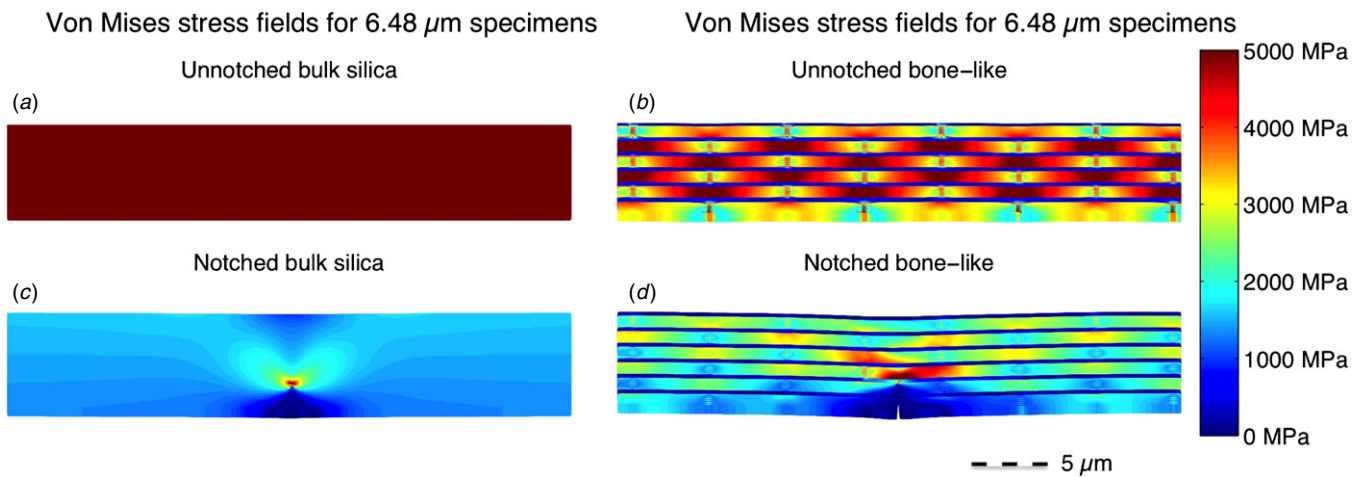 Von Mises stress fields for 6.48 µm specimens
Unnotched bulk silica
(a)
Notched bulk silica
(c)
Von Mises stress fields for 6.48 µm specimens
Unnotched bone−like
(b)
Notched bone−like
(d)
5000 MPa
4000 MPa
3000 MPa
2000 MPa
1000 MPa
0 MPa
5 µm